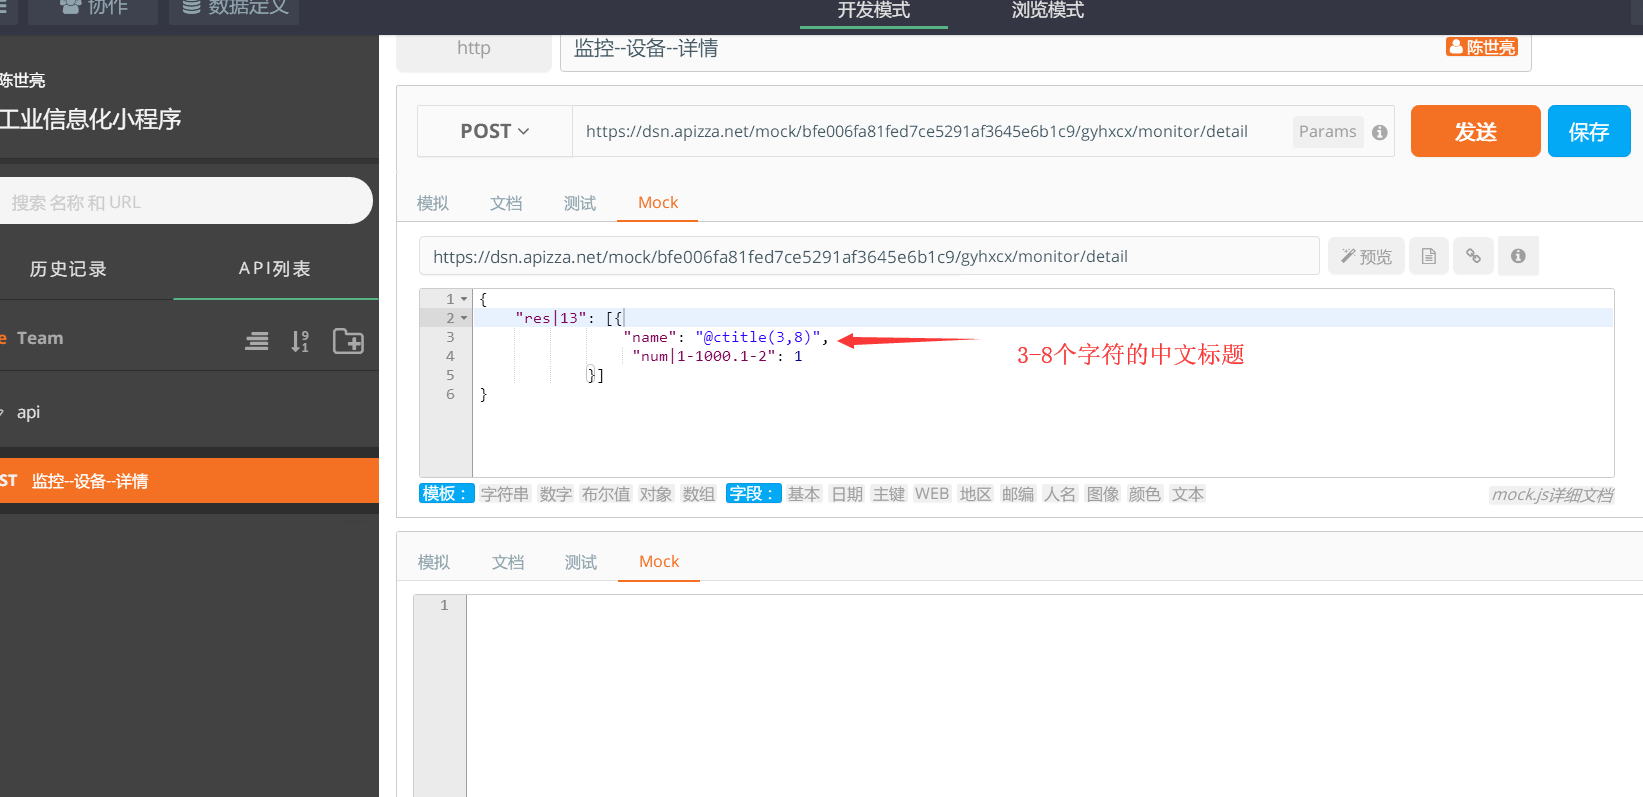 协作
数据定义
开发模式
浏览模式
陈世亮
工业信息化小程序
搜索 名称 和 URL
历史记录
API列表
e Team
api
ST 监控--设备--详情
http
监控--设备--详情
陈世亮
POST
https://dsn.apizza.net/mock/bfe006fa81fed7ce5291af3645e6b1c9/gyhxcx/monitor/detail
Params
发送
保存
模拟 文档 测试 Mock
https://dsn.apizza.net/mock/bfe006fa81fed7ce5291af3645e6b1c9/gyhxcx/monitor/detail
预览
1 {
2 "res|13": [{
3 "name": "@ctitle(3,8)",
4 "num|1-1000.1-2": 1
5 }]
6 }
3-8个字符的中文标题
模板： 字符串 数字 布尔值 对象 数组 字段： 基本 日期 主键 WEB 地区 邮编 人名 图像 颜色 文本
mock.js详细文档
模拟 文档 测试 Mock
1